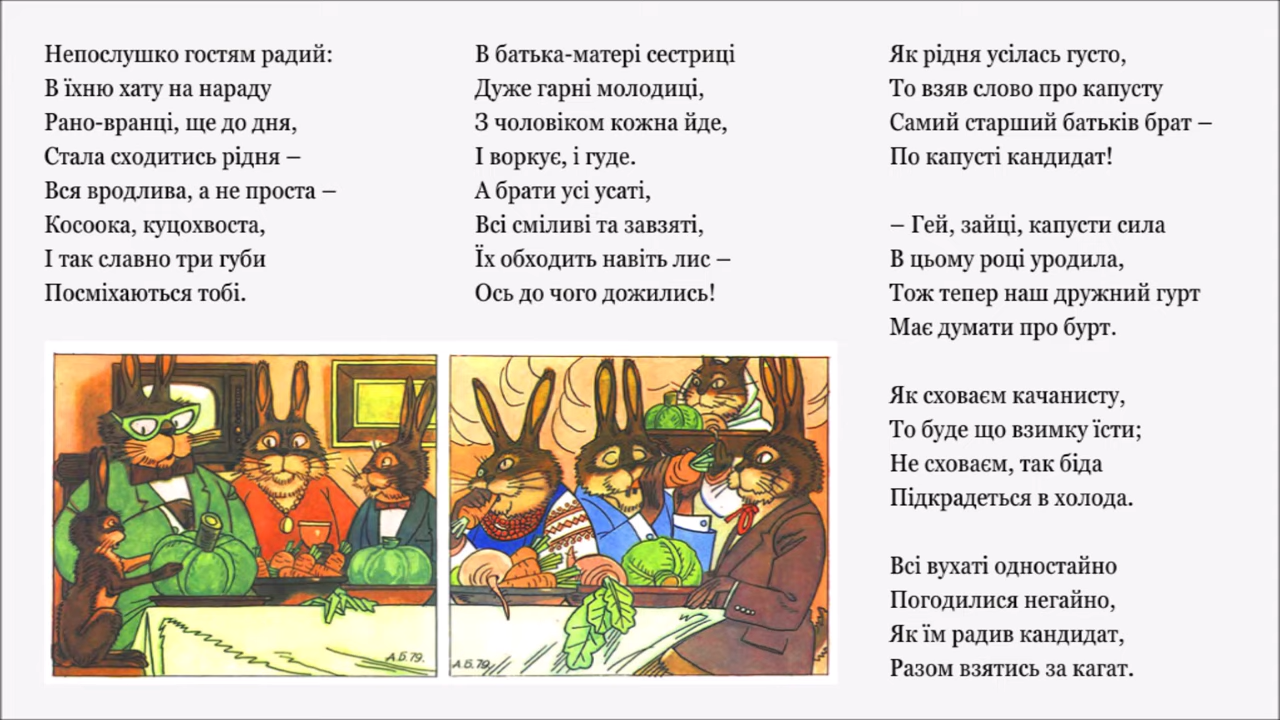 Непослушко гостям радий:
В їхню хату на нараду
Рано-вранці, ще до дня,
Стала сходитись рідня –
Вся вродлива, а не проста –
Косоока, куцохвоста,
І так славно три губи
Посміхаються тобі.
В батька-матері сестриці
Дуже гарні молодиці,
З чоловіком кожна йде,
І воркує, і гуде.
А брати усі усаті,
Всі сміливі та завзяті,
Їх обходить навіть лис –
Ось до чого дожились!
Як рідня усілась густо,
То взяв слово про капусту
Самий старший батьків брат –
По капусті кандидат!
– Гей, зайці, капусти сила
В цьому році уродила,
Тож тепер наш дружний гурт
Має думати про бурт.
Як сховаєм качанисту,
То буде що взимку їсти;
Не сховаєм, так біда
Підкрадеться в холода.
Всі вухаті одностайно
Погодилися негайно,
Як їм радив кандидат,
Разом взятись за кагат.
А.Б.79.
А.Б.79.